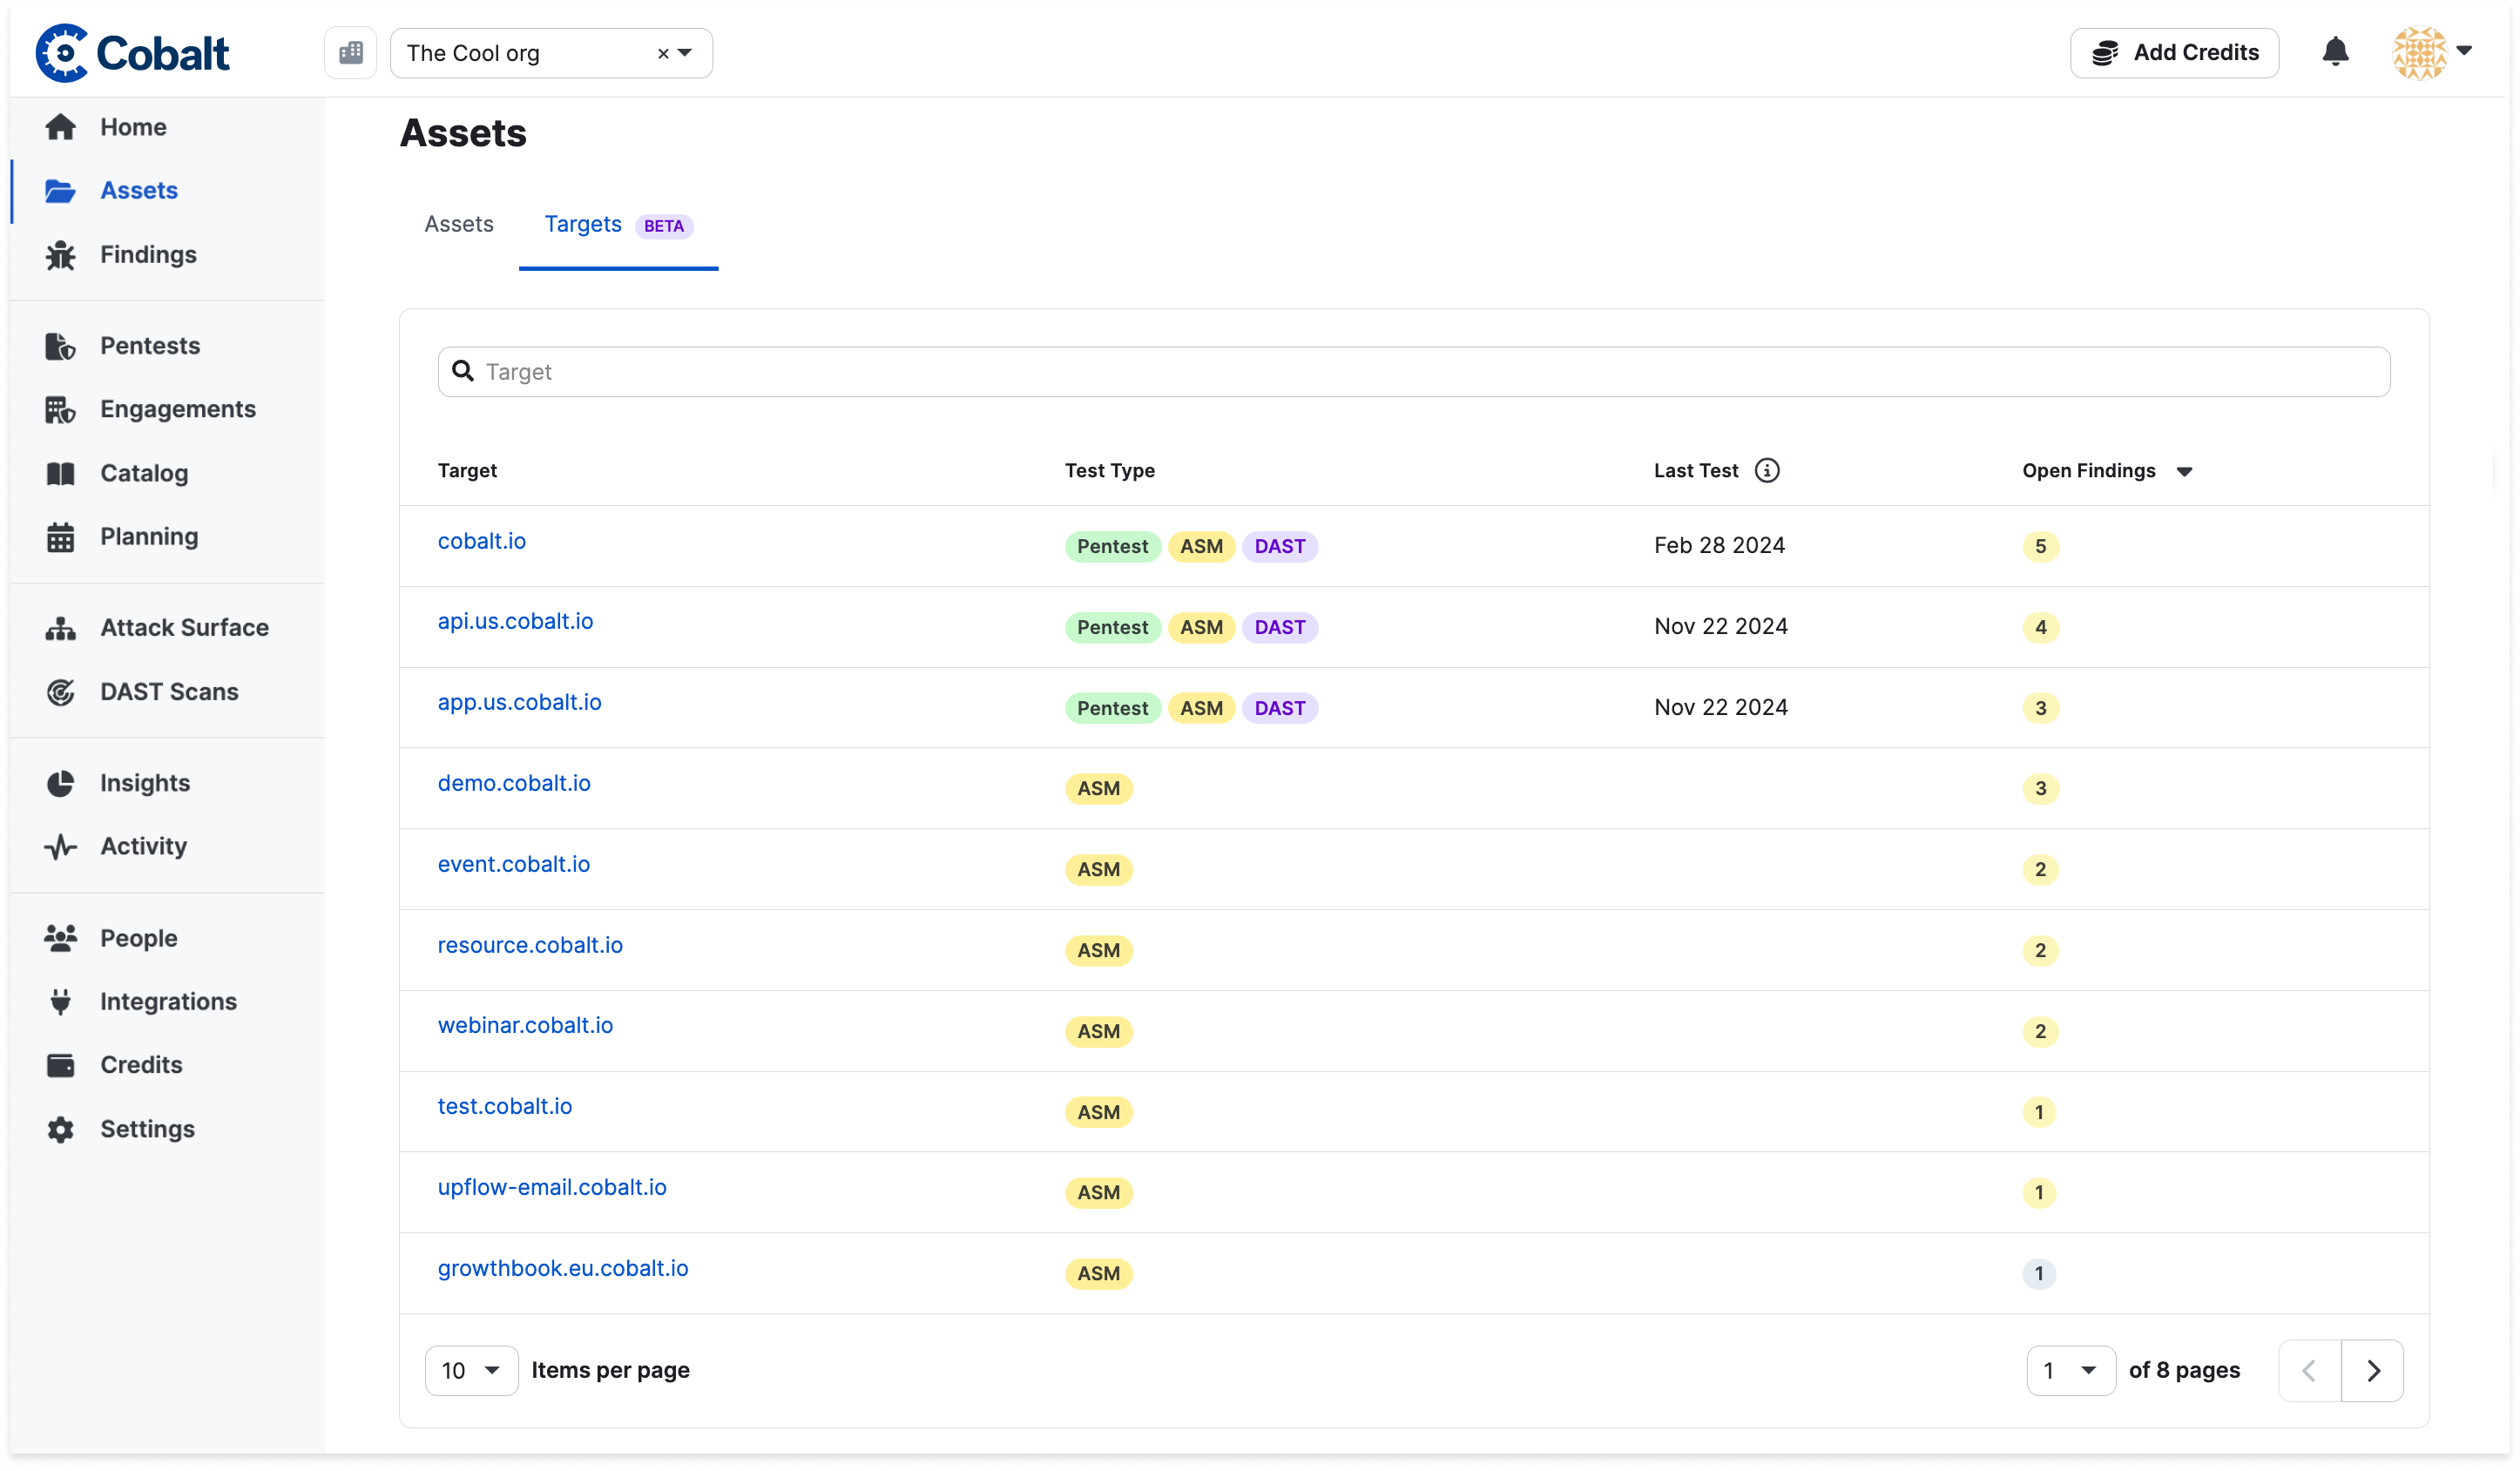 Cobalt
The Cool org
Add Credits
Home
Assets
Findings
Pentests
Engagements
Catalog
Planning
Attack Surface
DAST Scans
Insights
Activity
People
Integrations
Credits
Settings
Assets
Assets Targets BETA
Target
Target Test Type Last Test Open Findings
cobalt.io Pentest ASM DAST Feb 28 2024 5
api.us.cobalt.io Pentest ASM DAST Nov 22 2024 4
app.us.cobalt.io Pentest ASM DAST Nov 22 2024 3
demo.cobalt.io ASM 3
event.cobalt.io ASM 2
resource.cobalt.io ASM 2
webinar.cobalt.io ASM 2
test.cobalt.io ASM 1
upflow-email.cobalt.io ASM 1
growthbook.eu.cobalt.io ASM 1
10 Items per page 1 of 8 pages